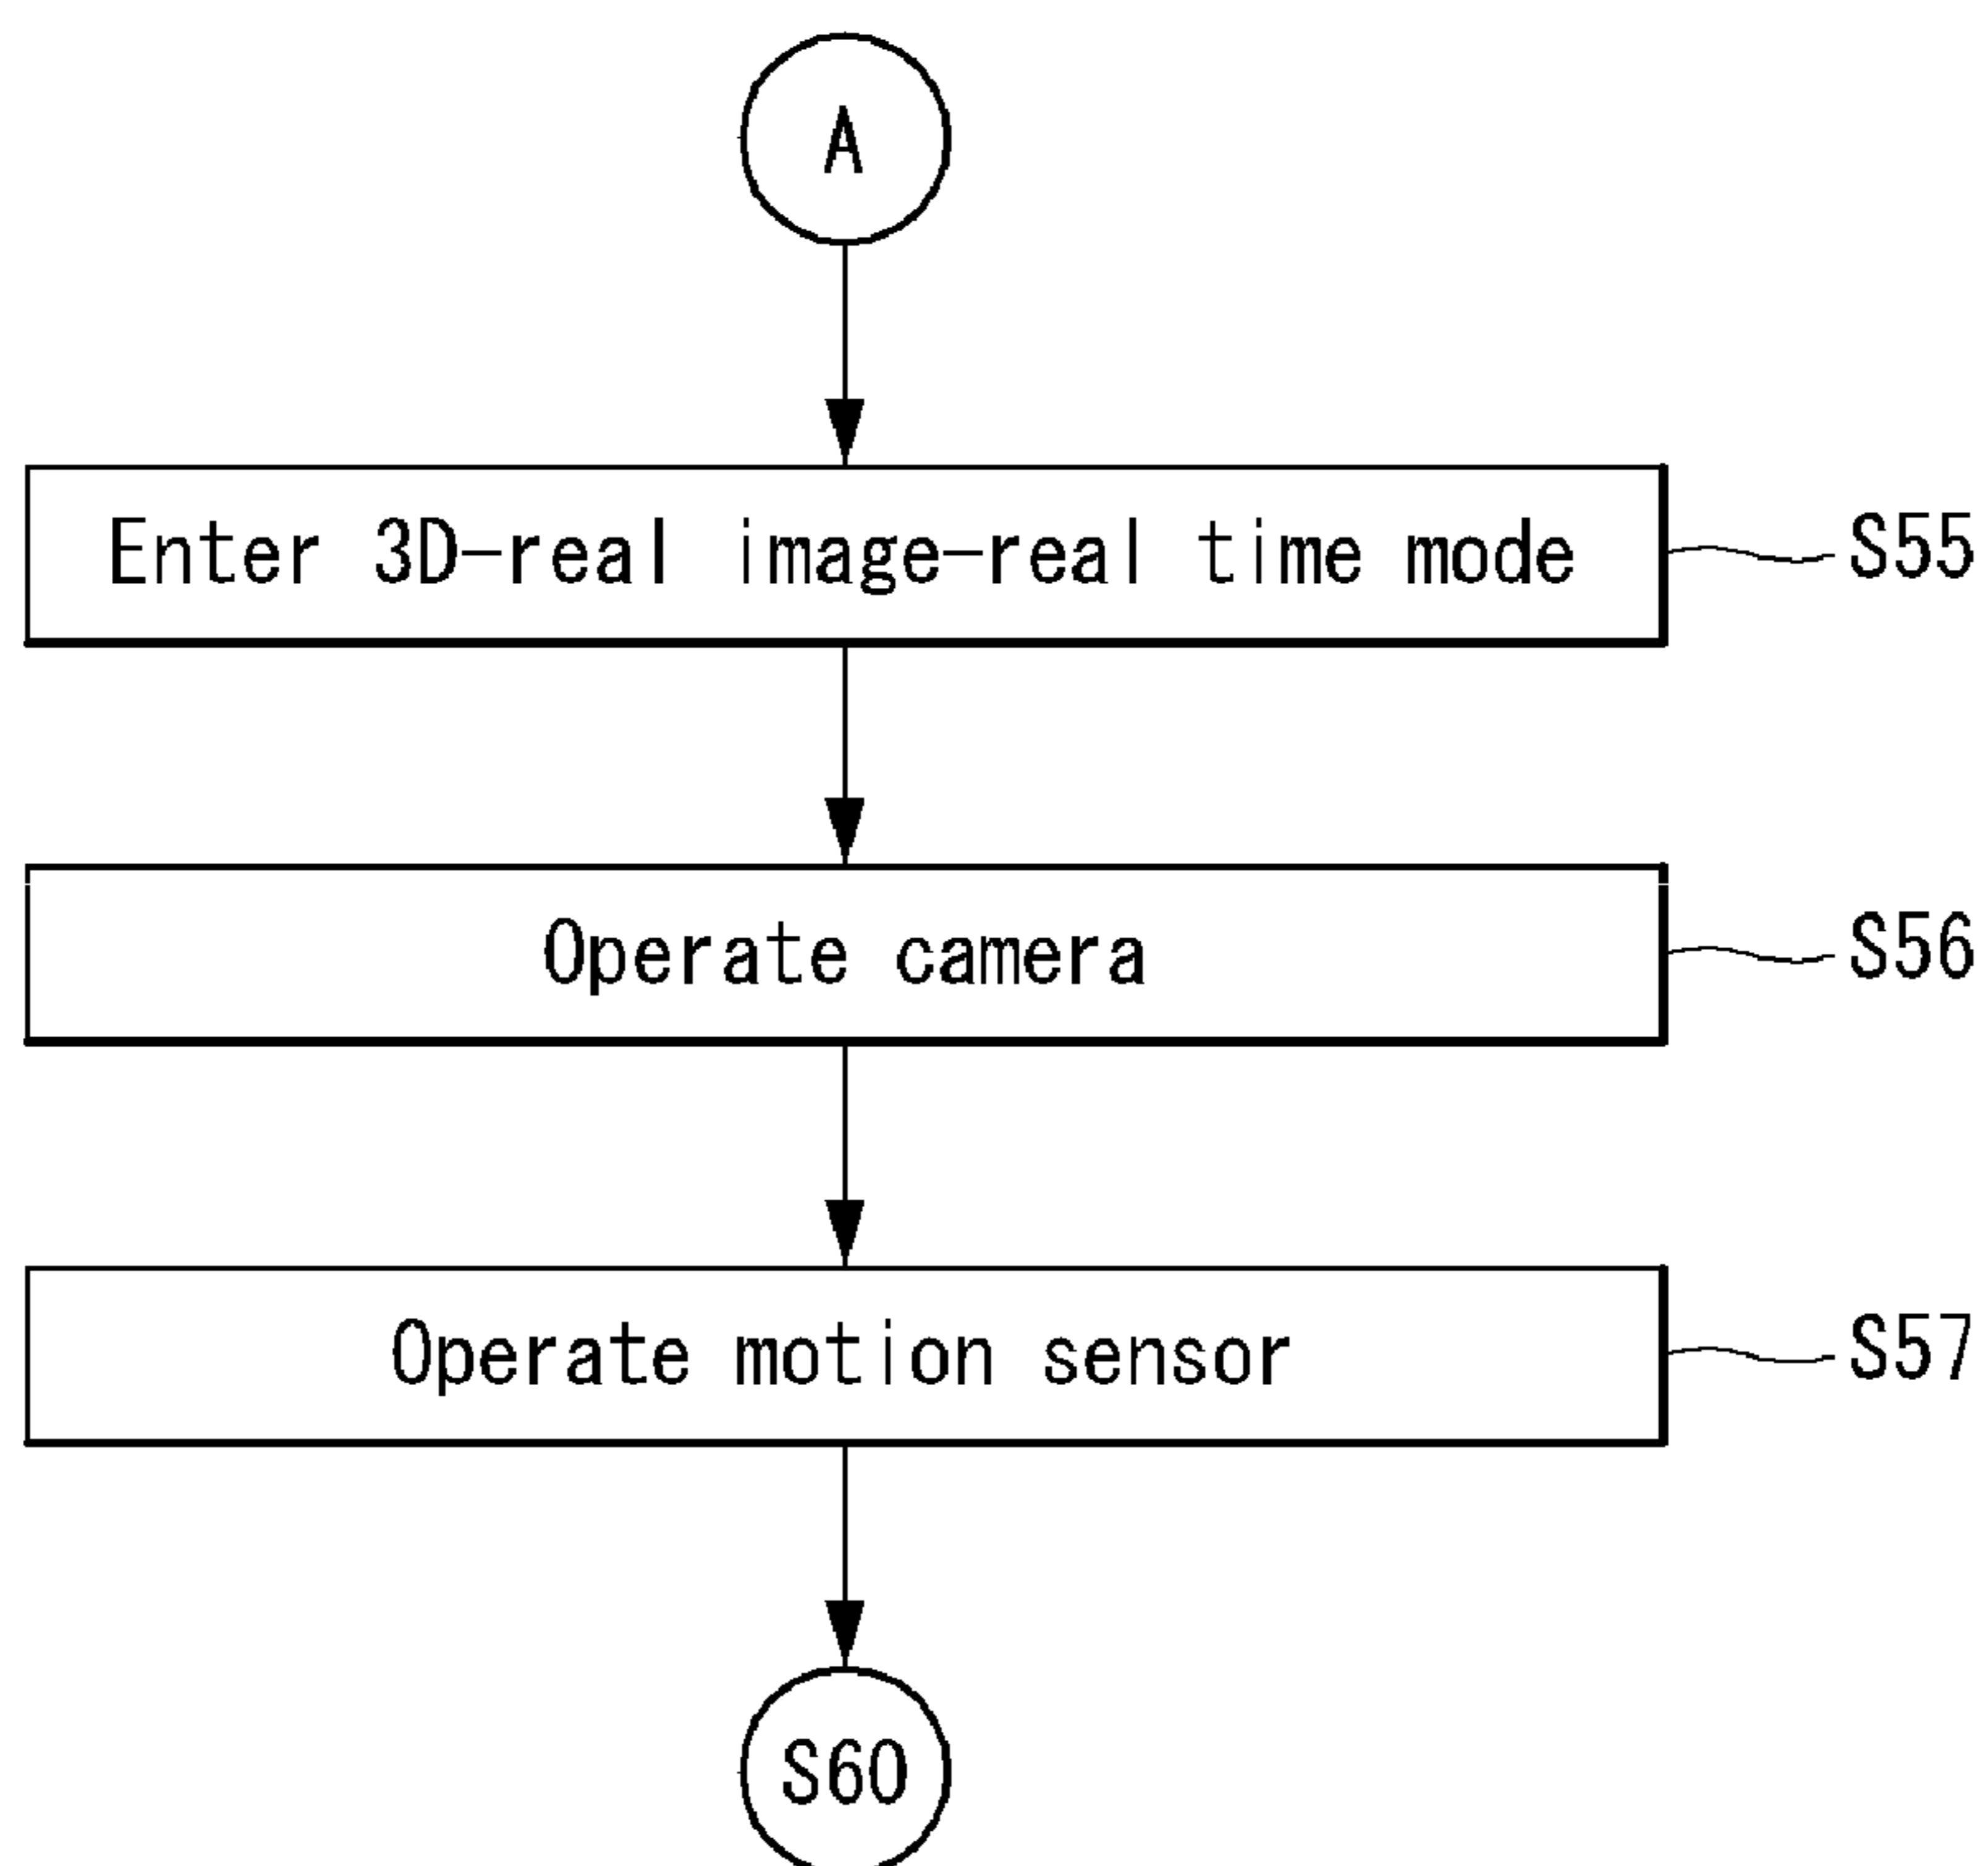 A
Enter 3D-real image-real time mode
S55
Operate camera
S56
Operate motion sensor
S57
S60